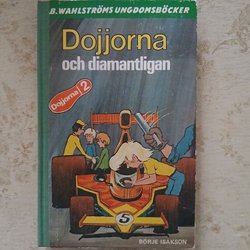 B. WAHLSTRÖMS UNGDOMSBÖCKER
Dojjorna
och diamantligan
Dojjorna 2
5
BÖRJE ISAKSON